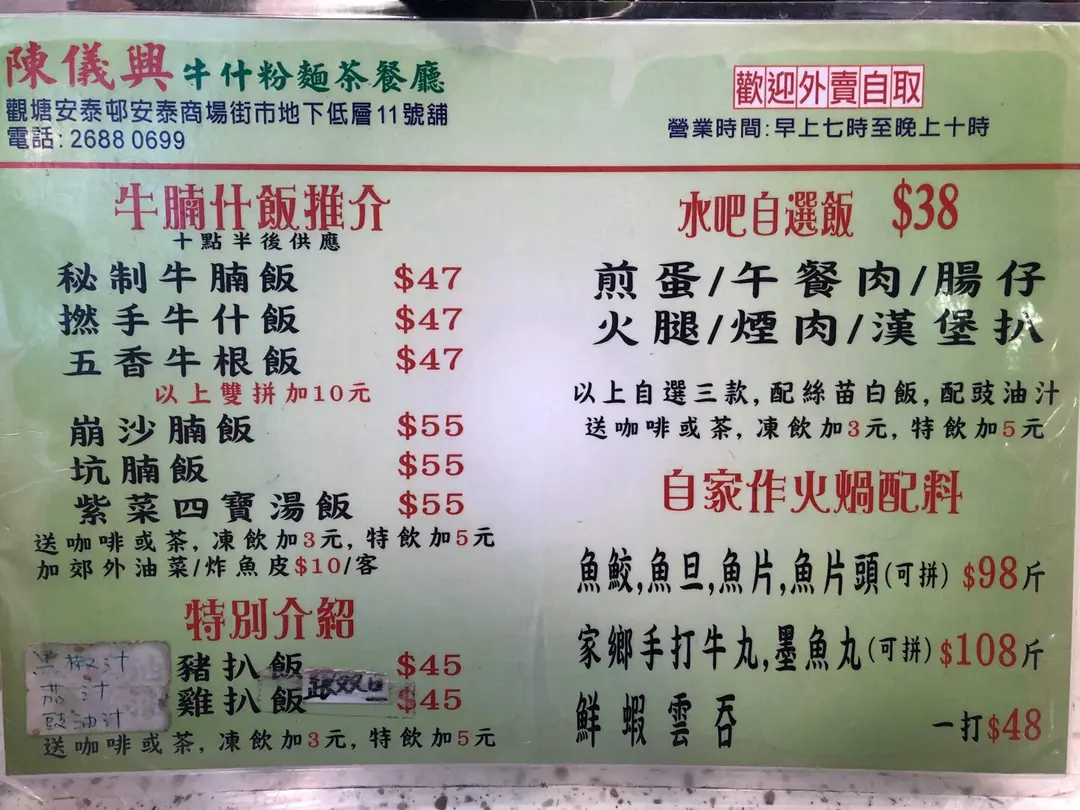 陳儀興 牛什粉麵茶餐廳
觀塘安泰邨安泰商場街市地下低層11號舖
電話: 2688 0699
歡迎外賣自取
營業時間:早上七時至晚上十時
牛腩什飯推介
十點半後供應
秘制牛腩飯 $47
撚手牛什飯 $47
五香牛根飯 $47
以上雙拼加10元
崩沙腩飯 $55
坑腩飯 $55
紫菜四寶湯飯 $55
送咖啡或茶, 凍飲加3元, 特飲加5元
加郊外油菜/炸魚皮$10/客
特別介紹
黑椒汁
茄汁
豉油汁
豬扒飯 $45
雞扒飯 跟双旦 $45
送咖啡或茶, 凍飲加3元, 特飲加5元
水吧自選飯 $38
煎蛋/午餐肉/腸仔
火腿/煙肉/漢堡扒
以上自選三款, 配絲苗白飯, 配豉油汁
送咖啡或茶, 凍飲加3元, 特飲加5元
自家作火煱配料
魚鮫,魚旦,魚片,魚片頭(可拼) $98斤
家鄉手打牛丸,墨魚丸(可拼) $108斤
鮮蝦雲吞 一打$48